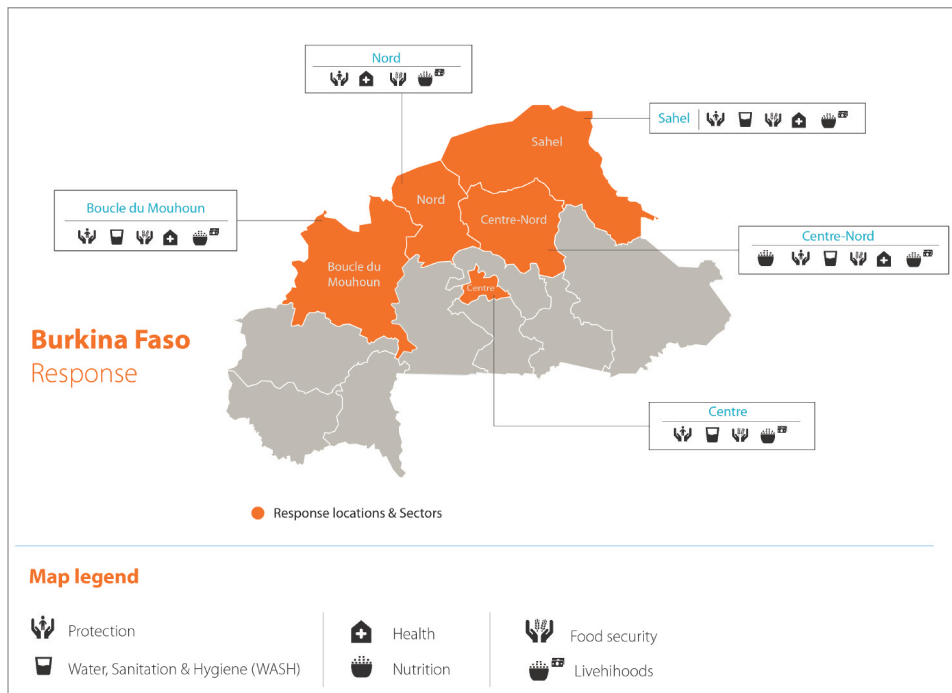 Nord
Sahel
Sahel
Boucle du Mouhoun
Nord
Centre-Nord
Centre-Nord
Boucle du
Mouhoun
Centre
Burkina Faso
Response
Centre
Response locations & Sectors
Map legend
Protection
Health
Food security
Water, Sanitation & Hygiene (WASH)
Nutrition
Livehihoods